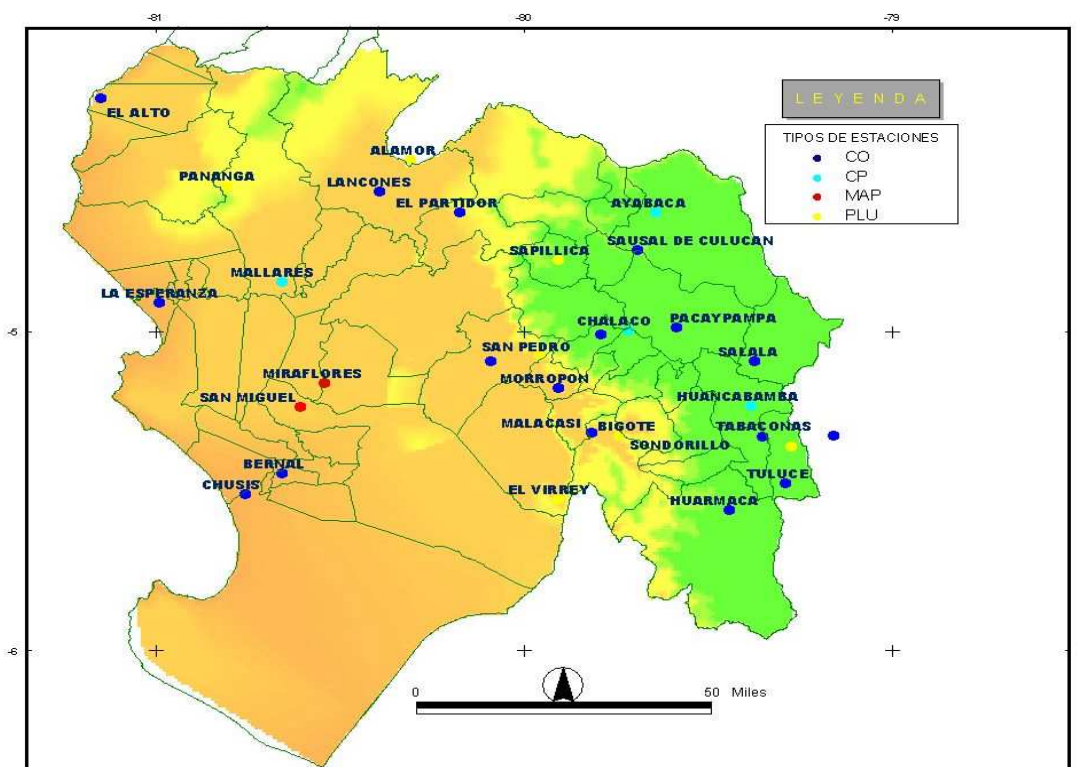 -81
-80
-79
L E Y E N D A
TIPOS DE ESTACIONES
CO
CP
MAP
PLU
EL ALTO
ALAMOR
PANANGA
LANCONES
EL PARTIDOR
AYABACA
SAUSAL DE CULUCAN
SAPILLICA
MALLARES
LA ESPERANZA
CHALACO
PACAYPAMPA
-5
SAN PEDRO
SALALA
MIRAFLORES
MORROPON
SAN MIGUEL
HUANCABAMBA
MALACASI
BIGOTE
TABACONAS
SONDORILLO
BERNAL
TULUCE
CHUSIS
EL VIRREY
HUARMACA
-6
0
50 Miles